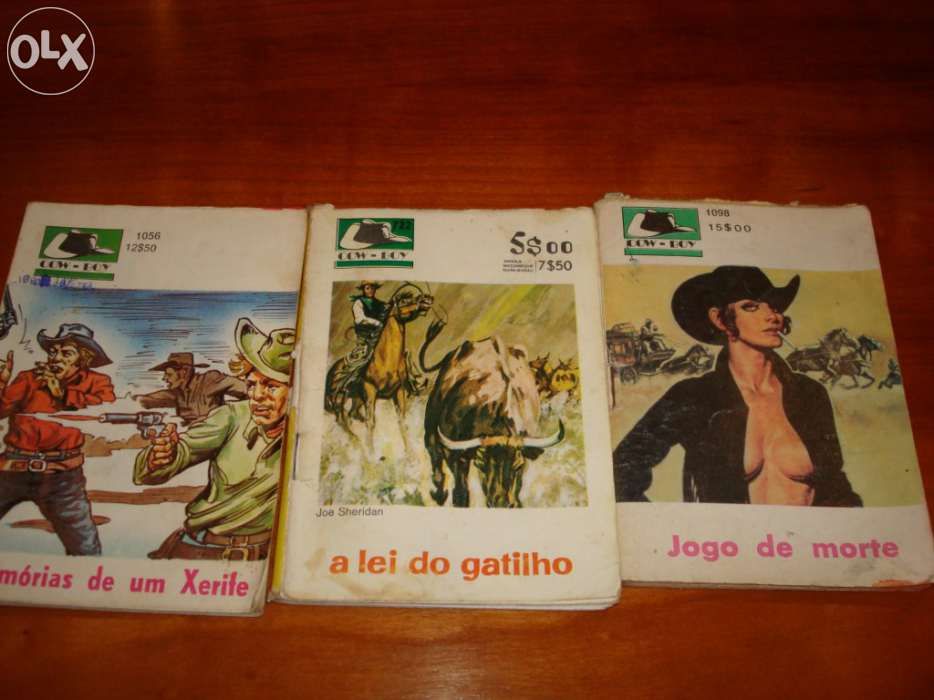 OLX
COW - BOY
1056
12$50
mórias de um Xerife
722
COW - BOY
5$00
7$50
Joe Sheridan
a lei do gatilho
COW - BOY
1098
15$00
Jogo de morte